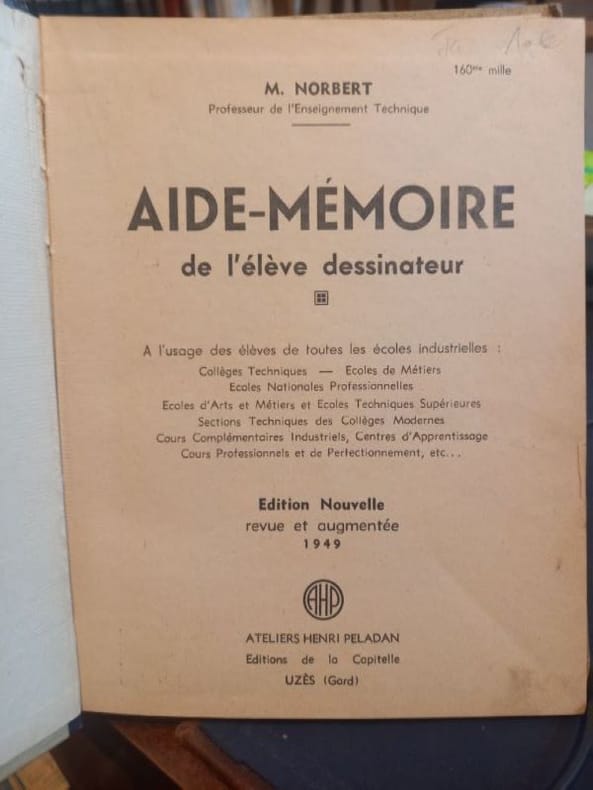 160ème mille
M. NORBERT
Professeur de l'Enseignement Technique
AIDE-MÉMOIRE
de l'élève dessinateur
A l'usage des élèves de toutes les écoles industrielles :
Collèges Techniques — Ecoles de Métiers
Ecoles Nationales Professionnelles
Ecoles d'Arts et Métiers et Ecoles Techniques Supérieures
Sections Techniques des Collèges Modernes
Cours Complémentaires Industriels, Centres d'Apprentissage
Cours Professionnels et de Perfectionnement, etc...
Edition Nouvelle
revue et augmentée
1949
AHP
ATELIERS HENRI PELADAN
Editions de la Capitelle
UZÈS (Gard)